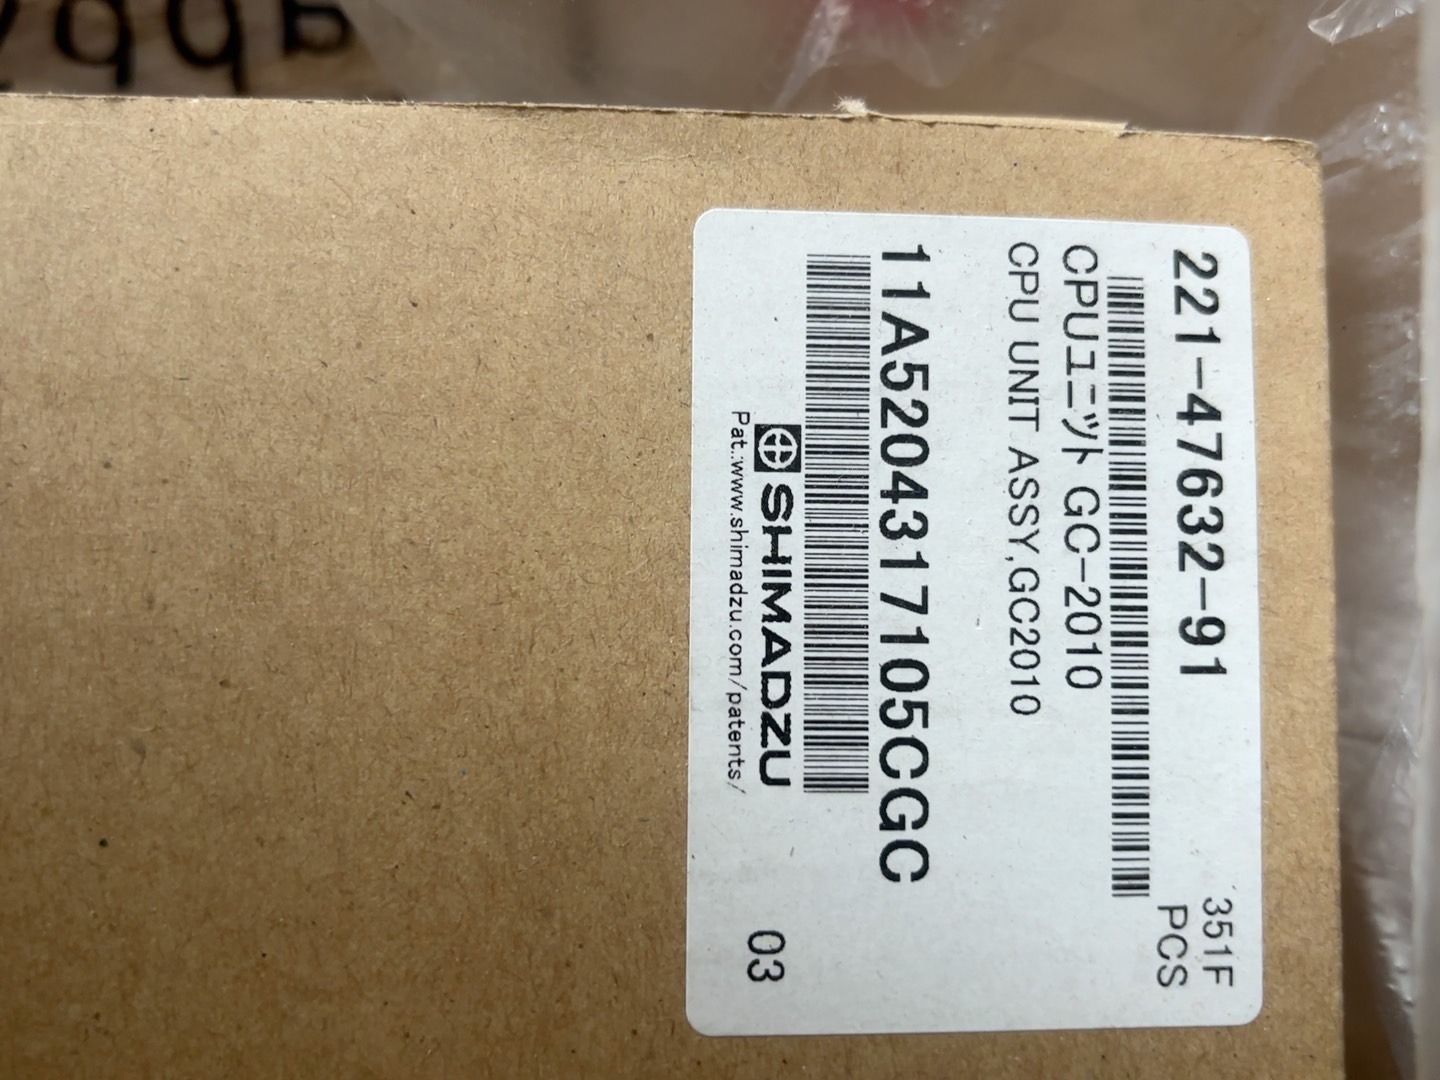 221-47632-91
351F
PCS
CPUユニット GC-2010
CPU UNIT ASSY,GC2010
11A5204317105CGC
SHIMADZU
03
Pat.:www.shimadzu.com/patents/